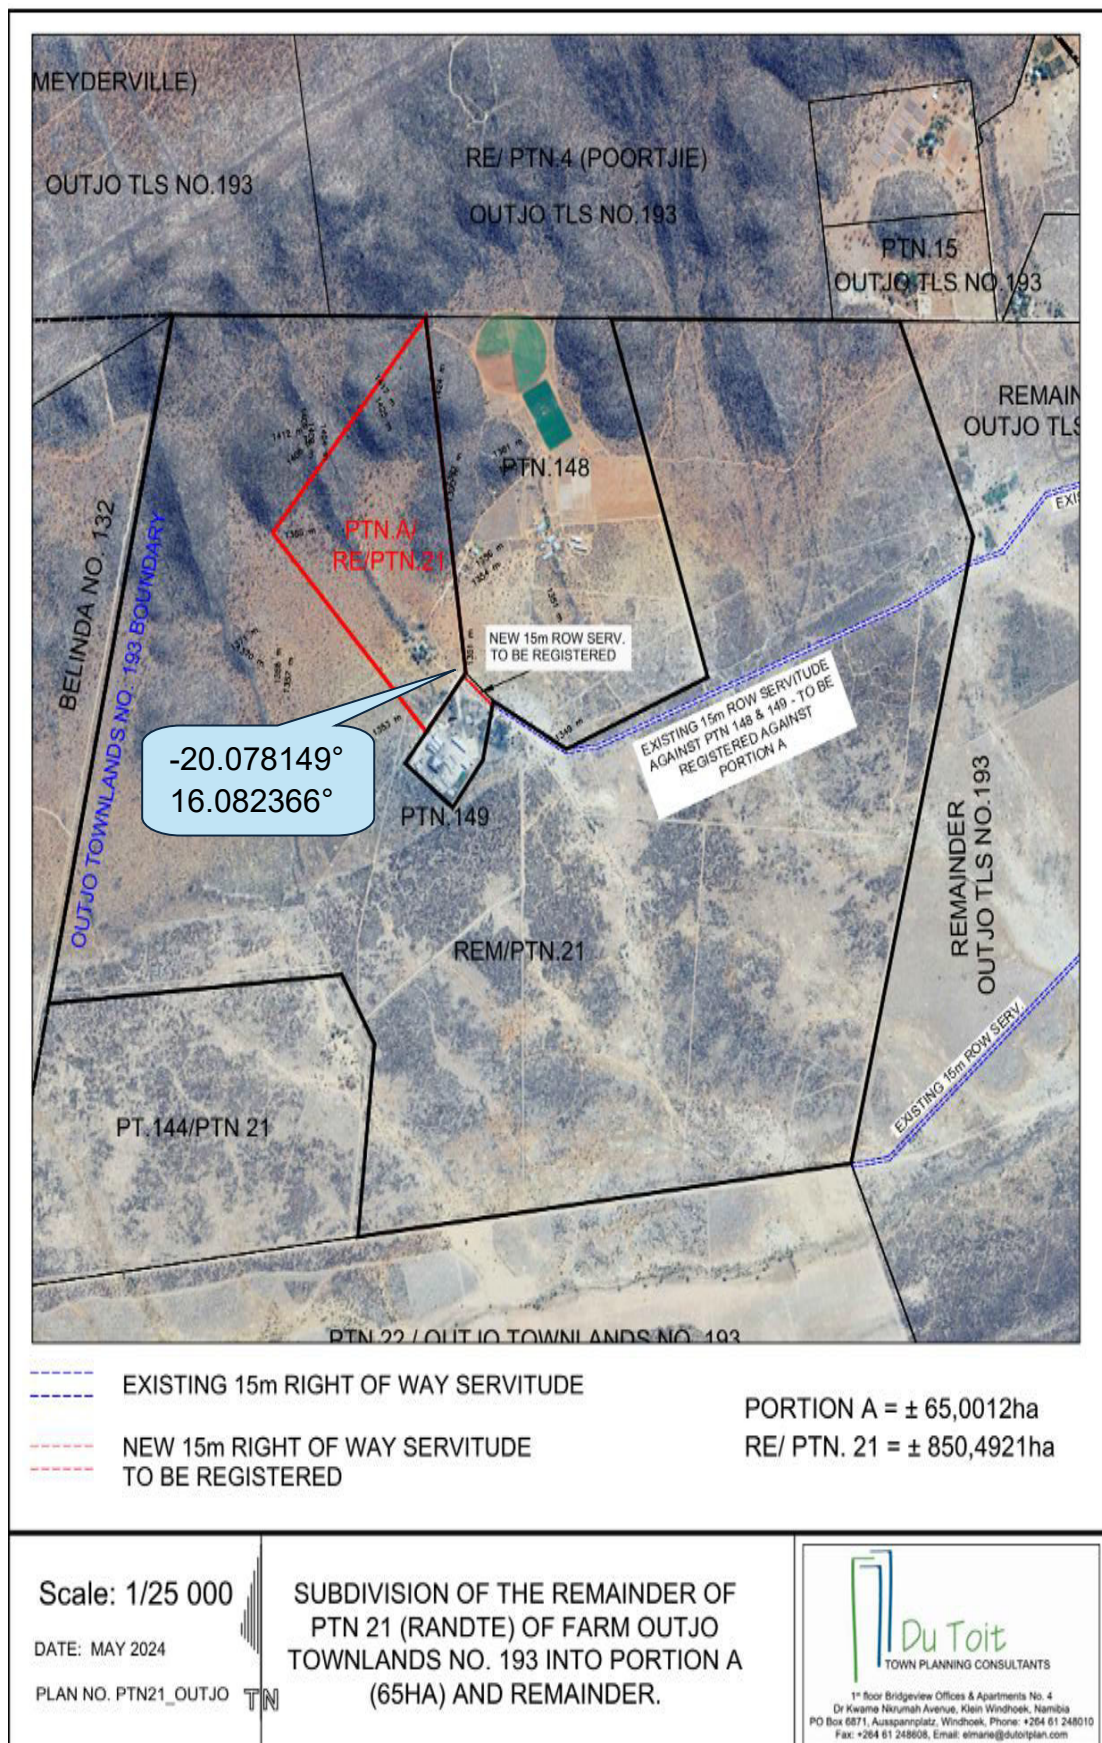 MEYDERVILLE)
OUTJO TLS NO.193
RE/ PTN.4 (POORTJIE)
OUTJO TLS NO.193
PTN.15
OUTJO TLS NO.193
REMAIN
OUTJO TLS
EXIS
1424 m
1412 m
PTN.148
PTN.A/
RE/PTN.21
BELINDA NO. 132
OUTJO TOWNLANDS NO. 193 BOUNDARY
1354 m
1351 m
1351 m
NEW 15m ROW SERV.
TO BE REGISTERED
1353 m
1349 m
EXISTING 15m ROW SERVITUDE
AGAINST PTN 148 & 149 - TO BE
REGISTERED AGAINST
PORTION A
-20.078149°
16.082366°
PTN.149
REMAINDER
OUTJO TLS NO.193
REM/PTN.21
EXISTING 15m ROW SERV.
PT.144/PTN 21
PTN.22 / OUTJO TOWNLANDS NO. 193
EXISTING 15m RIGHT OF WAY SERVITUDE
NEW 15m RIGHT OF WAY SERVITUDE
TO BE REGISTERED
PORTION A = ± 65,0012ha
RE/ PTN. 21 = ± 850,4921ha
Scale: 1/25 000
DATE: MAY 2024
PLAN NO. PTN21_OUTJO
TN
SUBDIVISION OF THE REMAINDER OF
PTN 21 (RANDTE) OF FARM OUTJO
TOWNLANDS NO. 193 INTO PORTION A
(65HA) AND REMAINDER.
Du Toit
TOWN PLANNING CONSULTANTS
1st floor Bridgeview Offices & Apartments No. 4
Dr Kwame Nkrumah Avenue, Klein Windhoek, Namibia
PO Box 6871, Ausspannplatz, Windhoek, Phone: +264 61 248010
Fax: +264 61 248608, Email: elmarie@dutoitplan.com